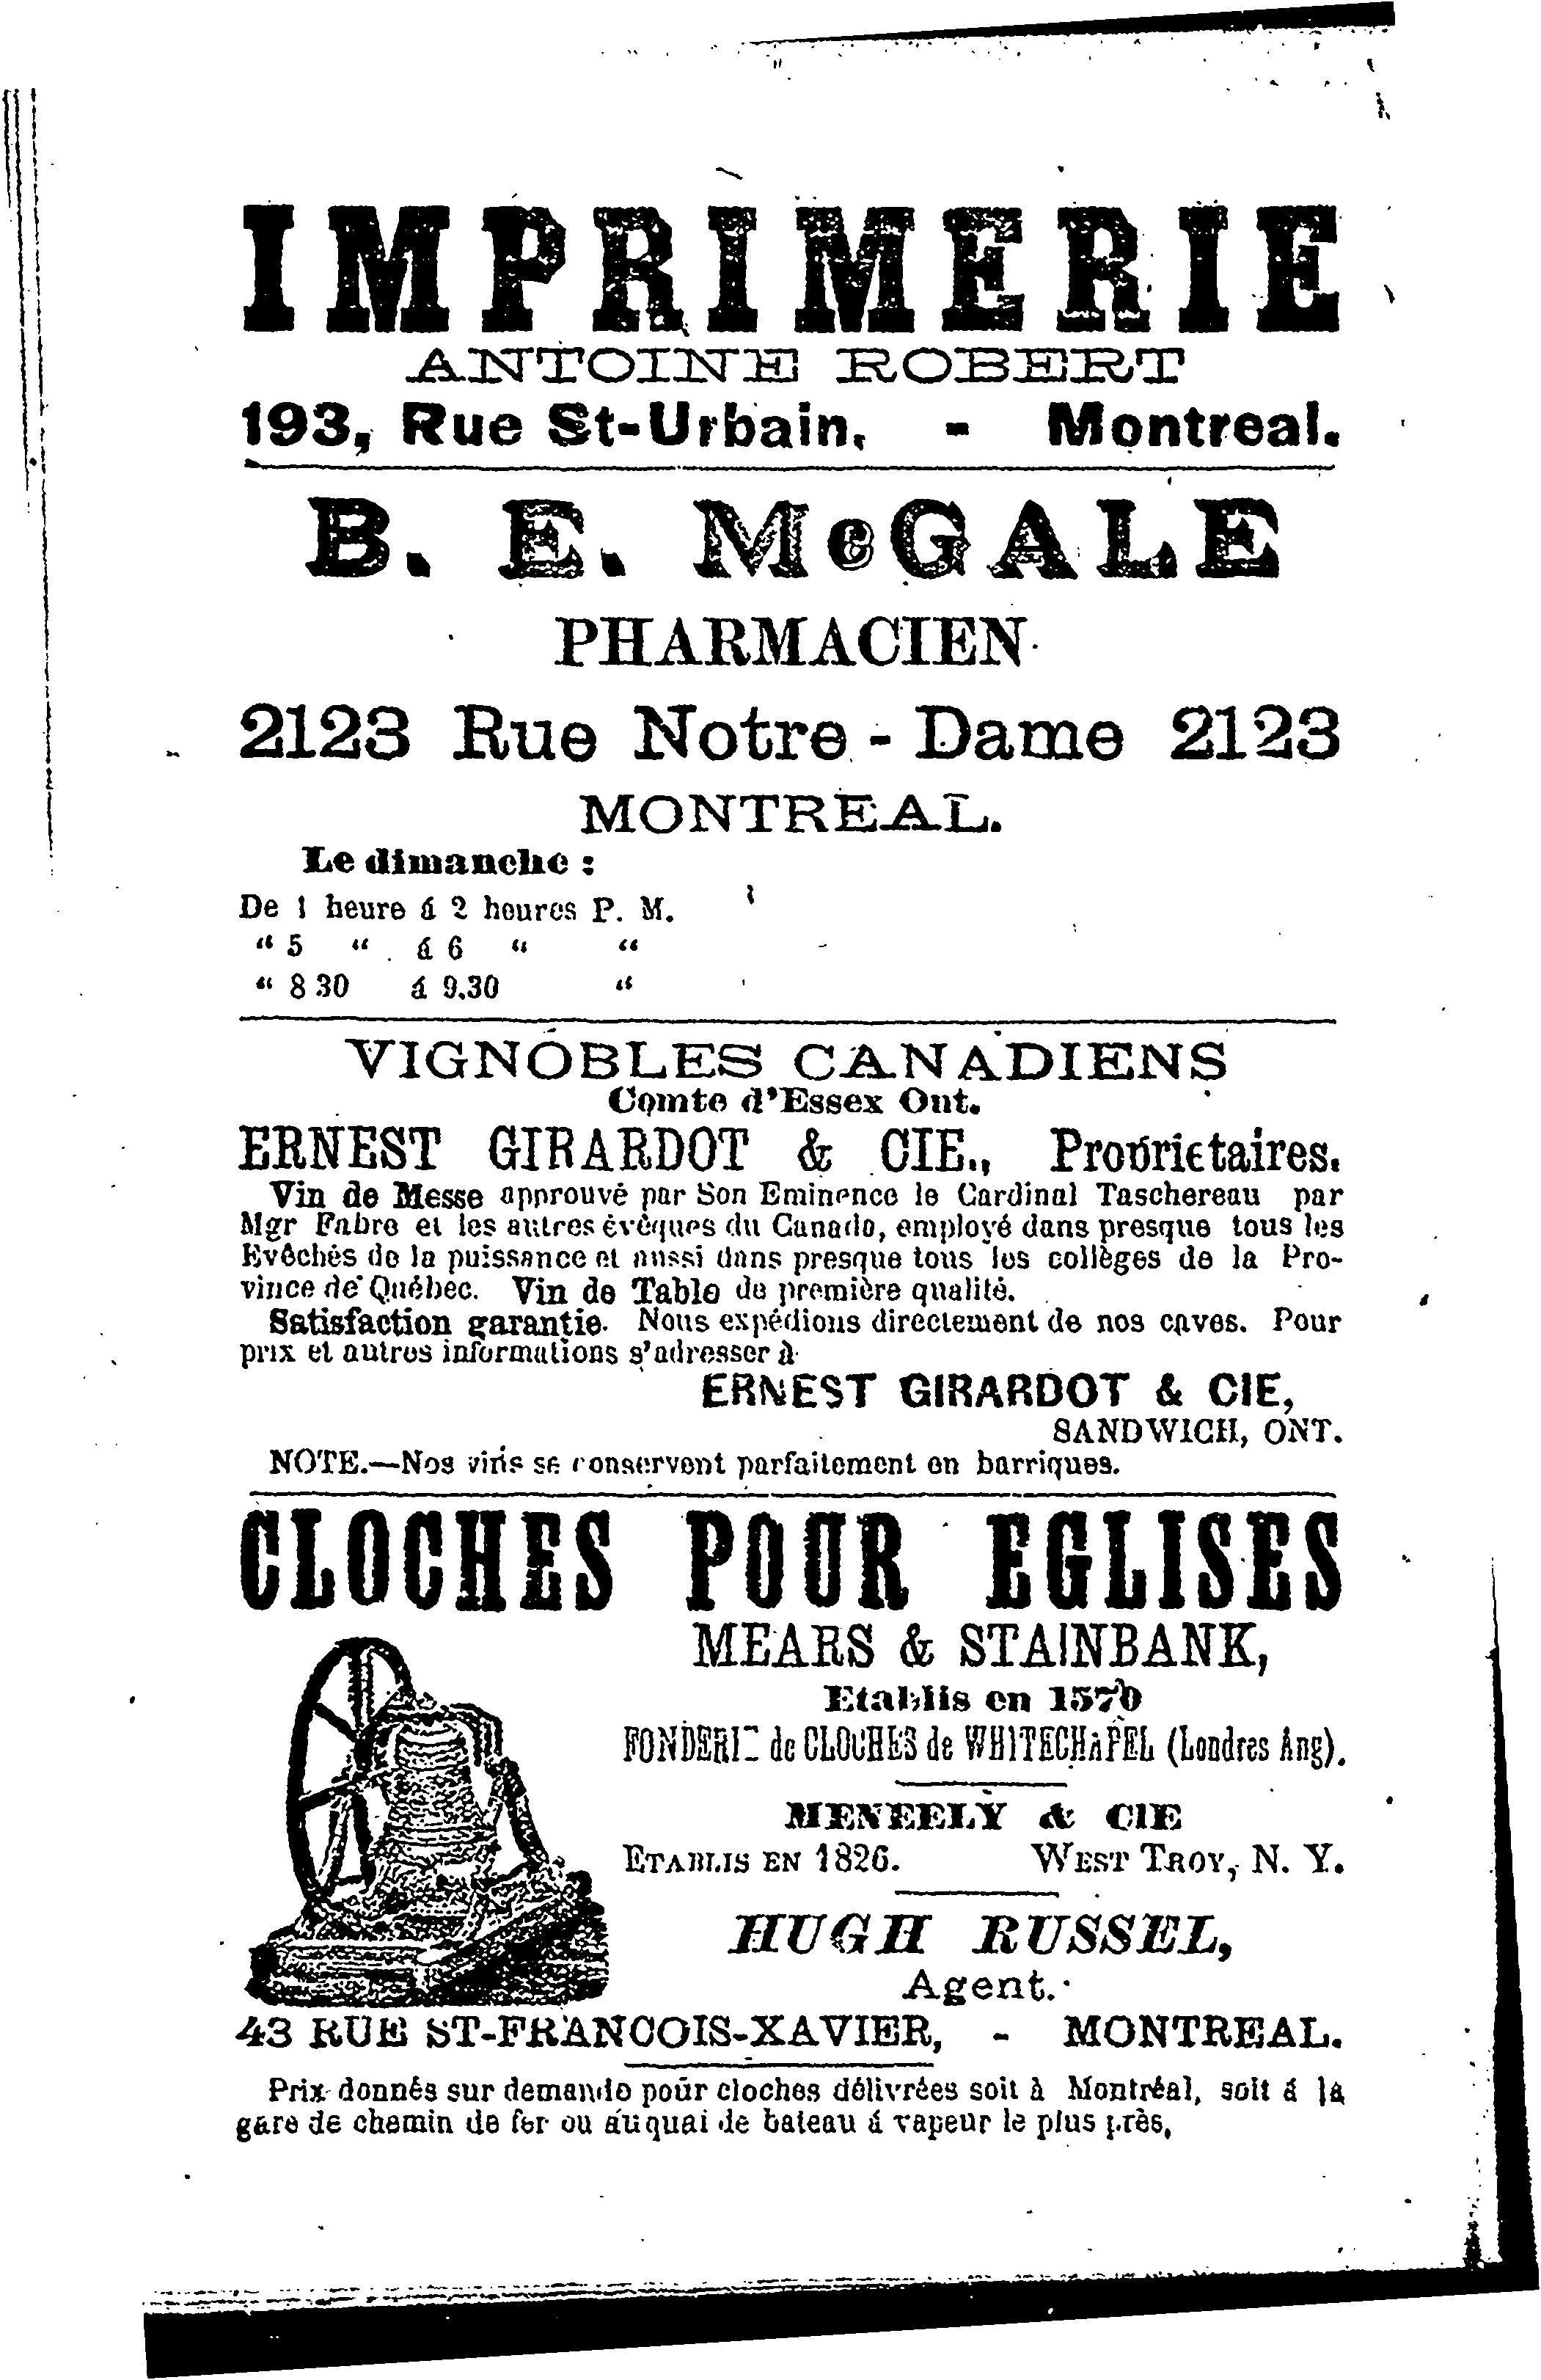 IMPRIMERIE
ANTOINE ROBERT
193, Rue St-Urbain, - Montreal.
B. E. McGALE
PHARMACIEN
2123 Rue Notre-Dame 2123
MONTREAL.
Le dimanche :
De 1 heure á 2 heures P. M.
“ 5 “ á 6 “ “
“ 8 30 á 9.30 “
VIGNOBLES CANADIENS
Comte d'Essex Ont.
ERNEST GIRARDOT & CIE., Propriétaires.
Vin de Messe approuvé par Son Eminence le Cardinal Taschereau par
Mgr Fabre et les autres évêques du Canada, employé dans presque tous les
Evêchés de la puissance et aussi dans presque tous les collèges de la Pro-
vince de Québec. Vin de Table de première qualité.
Satisfaction garantie. Nous expédions directement de nos caves. Pour
prix et autres informations s'adresser à
ERNEST GIRARDOT & CIE,
SANDWICH, ONT.
NOTE.—Nos vins se conservent parfaitement en barriques.
CLOCHES POUR EGLISES
MEARS & STAINBANK,
Etablis en 1570
FONDERIE de CLOCHES de WHITECHAPEL (Londres Ang).
MENEELY & CIE
ETABLIS EN 1826. WEST TROY, N. Y.
HUGH RUSSEL,
Agent.
43 RUE ST-FRANCOIS-XAVIER, - MONTREAL.
Prix donnés sur demande pour cloches délivrées soit à Montréal, soit á la
gare de chemin de fer ou au quai de bateau á vapeur le plus près,